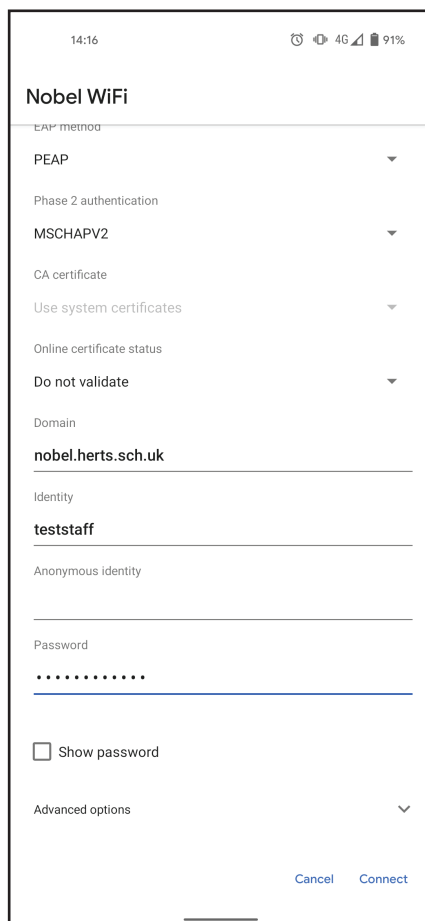 14:16 4G 91%
Nobel WiFi
EAP method
PEAP
Phase 2 authentication
MSCHAPV2
CA certificate
Use system certificates
Online certificate status
Do not validate
Domain
nobel.herts.sch.uk
Identity
teststaff
Anonymous identity
Password
••••••••••••
Show password
Advanced options
Cancel Connect